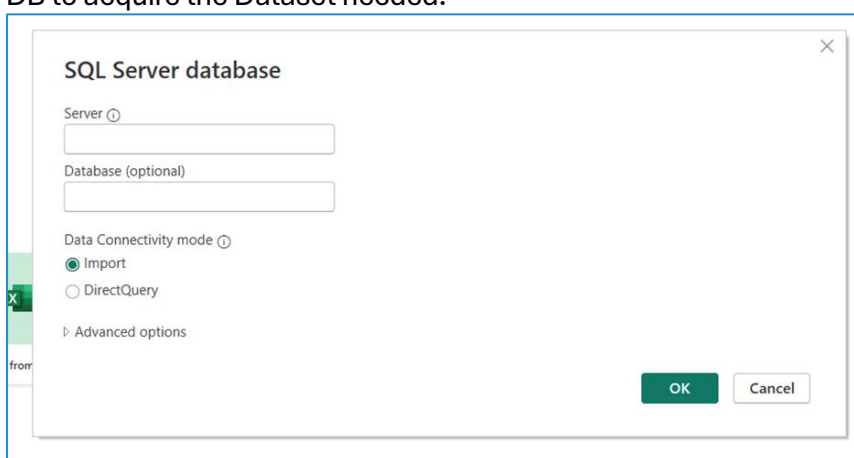 DB to acquire the Dataset needed.
SQL Server database
Server
Database (optional)
Data Connectivity mode
Import
DirectQuery
Advanced options
from
OK Cancel